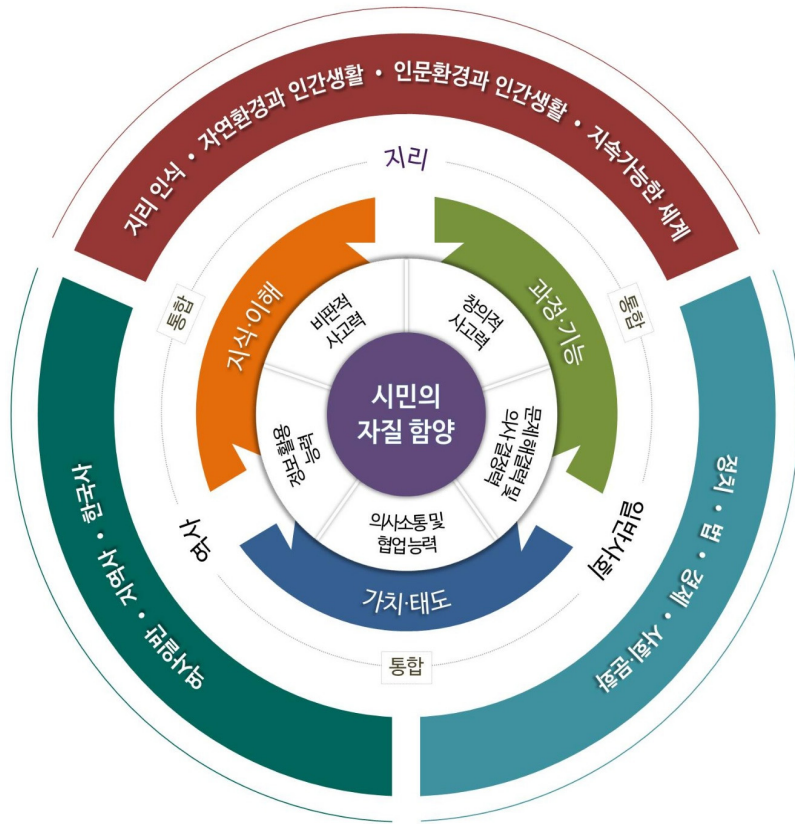 지리 인식 • 자연환경과 인간생활 • 인문환경과 인간생활 • 지속가능한 세계
지리
통합
통합
지식·이해
과정·기능
비판적
사고력
창의적
사고력
시민의
자질 함양
정보 활용
능력
문제 해결력 및
의사 결정력
의사소통 및
협업 능력
역사
일반사회
가치·태도
통합
역사일반 • 지역사 • 한국사
정치 • 법 • 경제 • 사회·문화